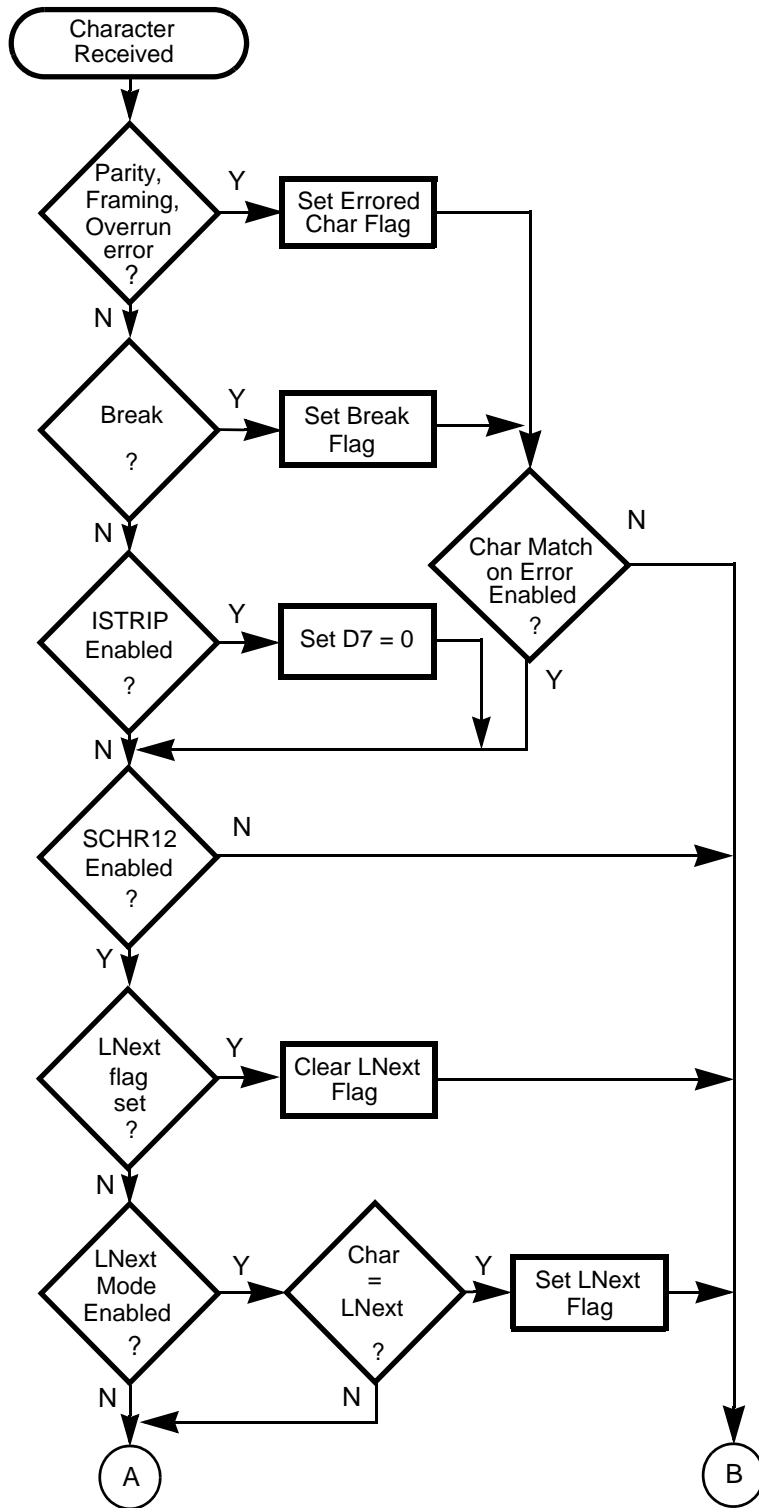 Character
Received
Parity,
Framing,
Overrun
error
?
Y
Set Errored
Char Flag
N
Break
?
Y
Set Break
Flag
N
Char Match
on Error
Enabled
?
N
Y
ISTRIP
Enabled
?
Y
Set D7 = 0
N
SCHR12
Enabled
?
N
Y
LNext
flag
set
?
Y
Clear LNext
Flag
N
LNext
Mode
Enabled
?
Y
Char
=
LNext
?
Y
Set LNext
Flag
N
N
A
B